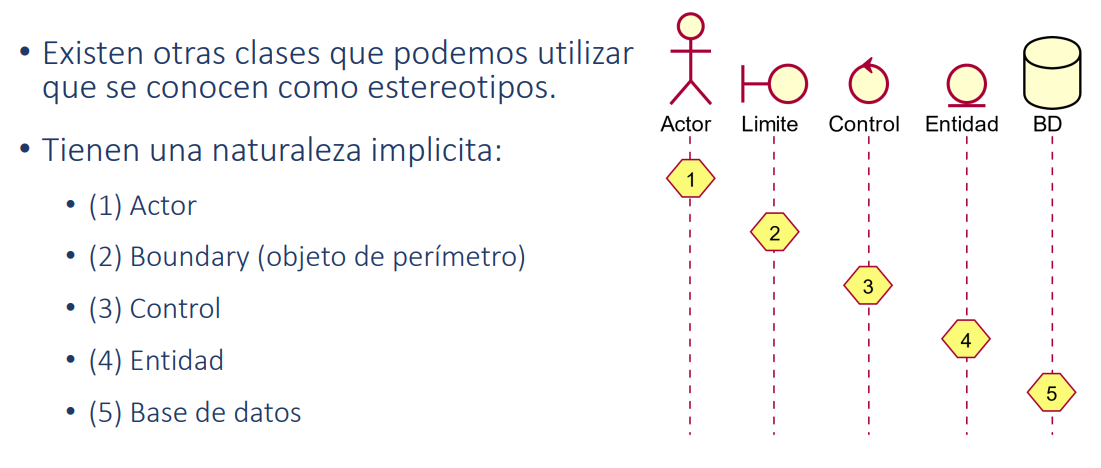 • Existen otras clases que podemos utilizar
que se conocen como estereotipos.
• Tienen una naturaleza implicita:
• (1) Actor
• (2) Boundary (objeto de perímetro)
• (3) Control
• (4) Entidad
• (5) Base de datos
Actor Limite Control Entidad BD
1
2
3
4
5